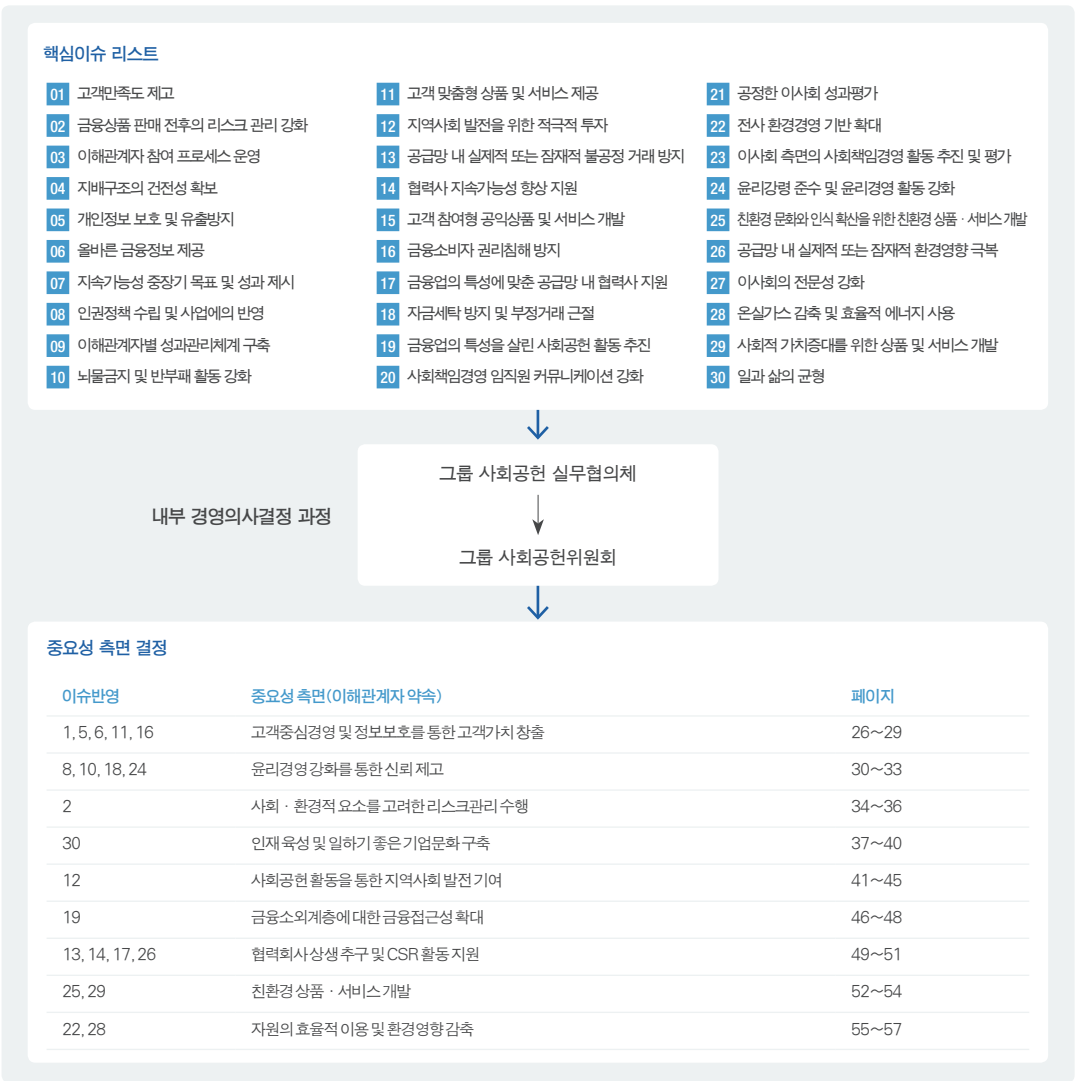 핵심이슈 리스트
01 고객만족도 제고
02 금융상품 판매 전후의 리스크 관리 강화
03 이해관계자 참여 프로세스 운영
04 지배구조의 건전성 확보
05 개인정보 보호 및 유출방지
06 올바른 금융정보 제공
07 지속가능성 중장기 목표 및 성과 제시
08 인권정책 수립 및 사업에의 반영
09 이해관계자별 성과관리체계 구축
10 뇌물금지 및 반부패 활동 강화
11 고객 맞춤형 상품 및 서비스 제공
12 지역사회 발전을 위한 적극적 투자
13 공급망 내 실제적 또는 잠재적 불공정 거래 방지
14 협력사 지속가능성 향상 지원
15 고객 참여형 공익상품 및 서비스 개발
16 금융소비자 권리침해 방지
17 금융업의 특성에 맞춘 공급망 내 협력사 지원
18 자금세탁 방지 및 부정거래 근절
19 금융업의 특성을 살린 사회공헌 활동 추진
20 사회책임경영 임직원 커뮤니케이션 강화
21 공정한 이사회 성과평가
22 전사 환경경영 기반 확대
23 이사회 측면의 사회책임경영 활동 추진 및 평가
24 윤리강령 준수 및 윤리경영 활동 강화
25 친환경 문화와 인식 확산을 위한 친환경 상품 · 서비스 개발
26 공급망 내 실제적 또는 잠재적 환경영향 극복
27 이사회의 전문성 강화
28 온실가스 감축 및 효율적 에너지 사용
29 사회적 가치증대를 위한 상품 및 서비스 개발
30 일과 삶의 균형
내부 경영의사결정 과정
그룹 사회공헌 실무협의체
그룹 사회공헌위원회
중요성 측면 결정
이슈반영 중요성 측면(이해관계자 약속) 페이지
1, 5, 6, 11, 16 고객중심경영 및 정보보호를 통한 고객가치 창출 26~29
8, 10, 18, 24 윤리경영 강화를 통한 신뢰 제고 30~33
2 사회 · 환경적 요소를 고려한 리스크관리 수행 34~36
30 인재 육성 및 일하기 좋은 기업문화 구축 37~40
12 사회공헌 활동을 통한 지역사회 발전 기여 41~45
19 금융소외계층에 대한 금융접근성 확대 46~48
13, 14, 17, 26 협력회사 상생 추구 및 CSR 활동 지원 49~51
25, 29 친환경 상품 · 서비스 개발 52~54
22, 28 자원의 효율적 이용 및 환경영향 감축 55~57